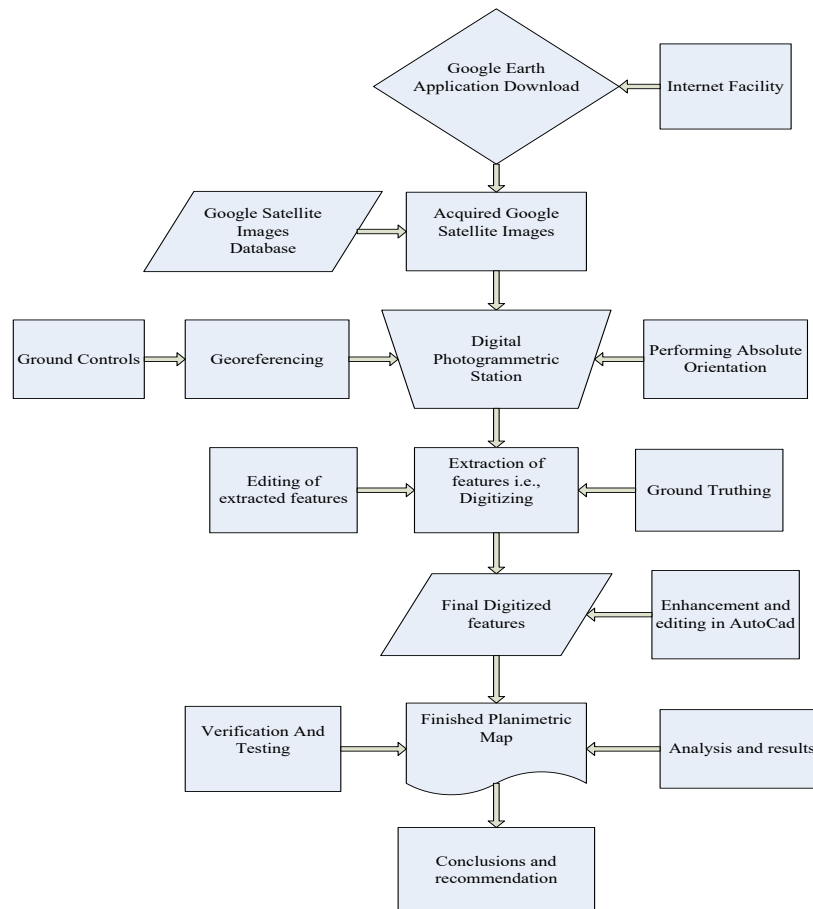 Google Earth
Application Download
Internet Facility
Google Satellite
Images
Database
Acquired Google
Satellite Images
Ground Controls
Georeferencing
Digital
Photogrammetric
Station
Performing Absolute
Orientation
Editing of
extracted features
Extraction of
features i.e.,
Digitizing
Ground Truthing
Final Digitized
features
Enhancement and
editing in AutoCad
Verification And
Testing
Finished Planimetric
Map
Analysis and results
Conclusions and
recommendation